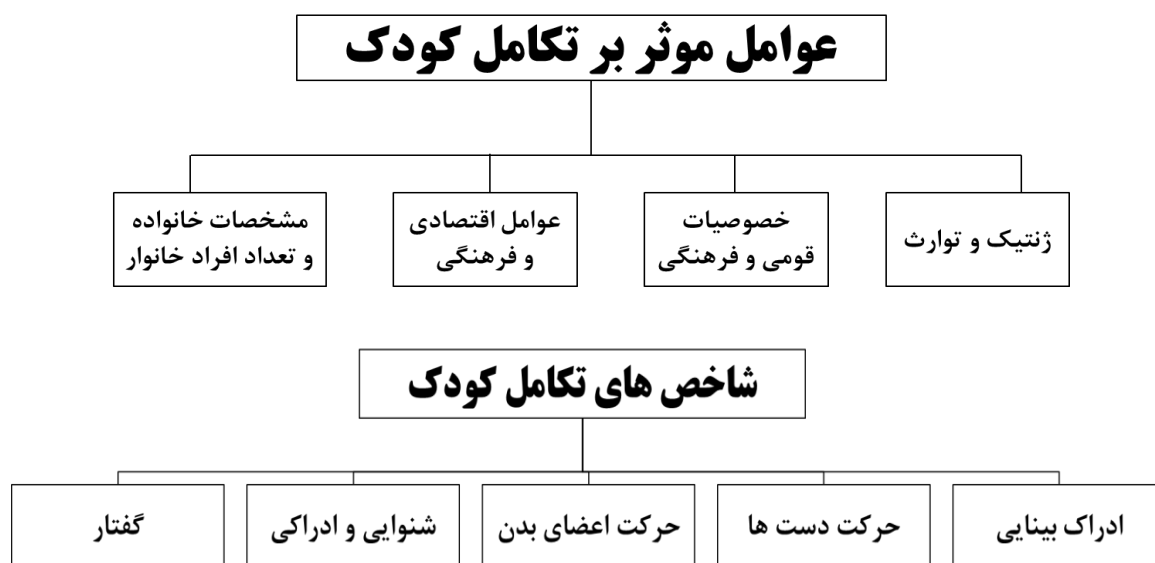 عوامل موثر بر تکامل کودک
ژنتیک و توارث
خصوصیات
قومی و فرهنگی
عوامل اقتصادی
و فرهنگی
مشخصات خانواده
و تعداد افراد خانوار
شاخص های تکامل کودک
ادراک بینایی
حرکت دست ها
حرکت اعضای بدن
شنوایی و ادراکی
گفتار